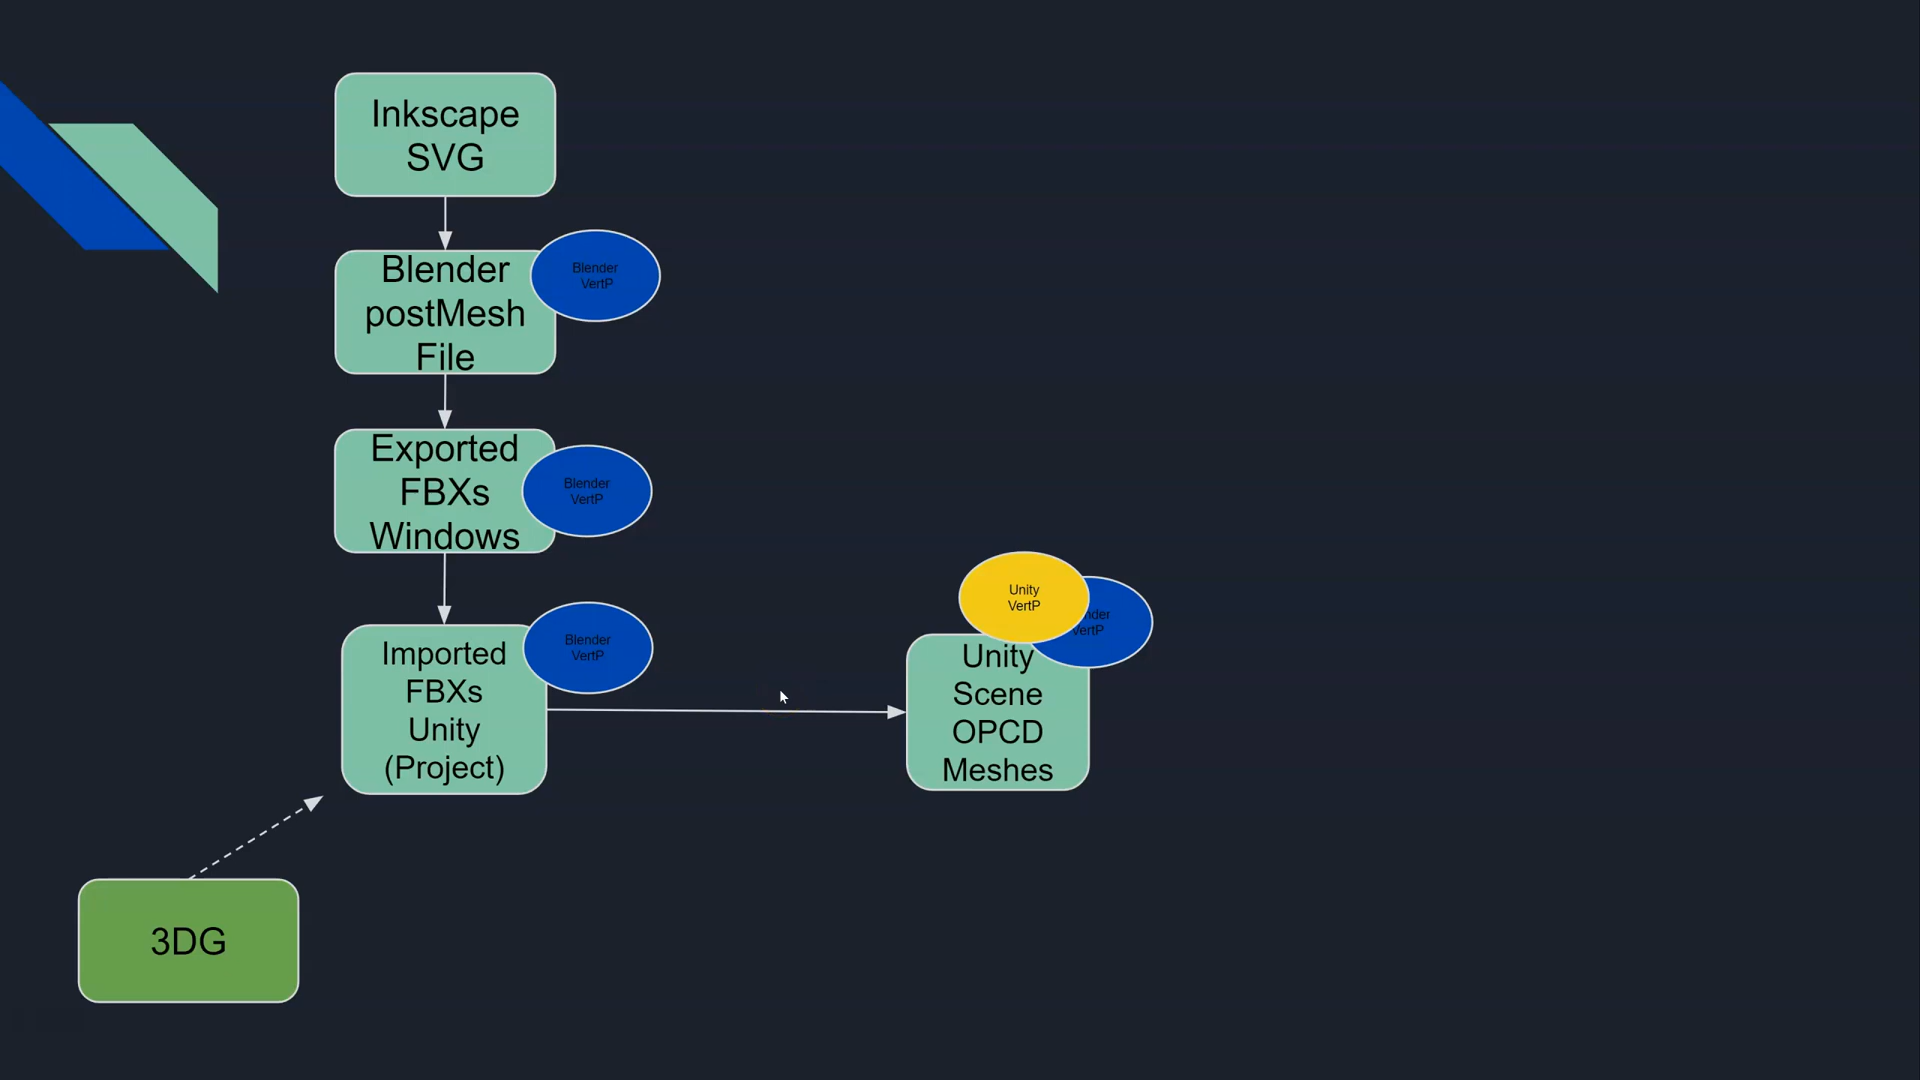 Inkscape
SVG
Blender
postMesh
File
Blender
VertP
Exported
FBXs
Windows
Blender
VertP
Imported
FBXs
Unity
(Project)
Blender
VertP
Unity
VertP
nder
VertP
Unity
Scene
OPCD
Meshes
3DG